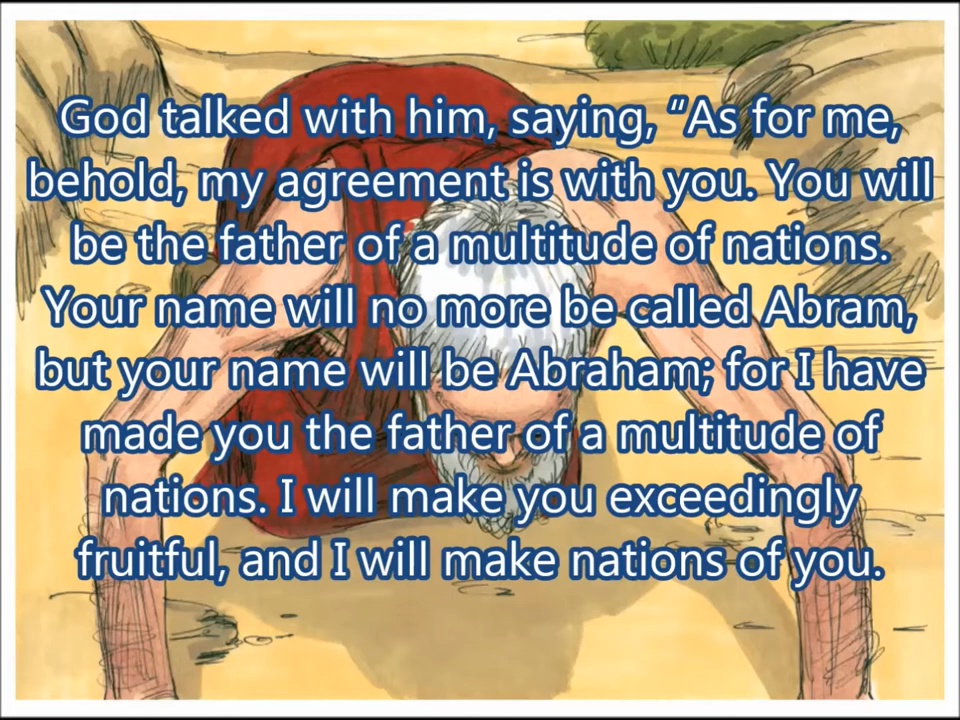 God talked with him, saying, “As for me,
behold, my agreement is with you. You will
be the father of a multitude of nations.
Your name will no more be called Abram,
but your name will be Abraham; for I have
made you the father of a multitude of
nations. I will make you exceedingly
fruitful, and I will make nations of you.